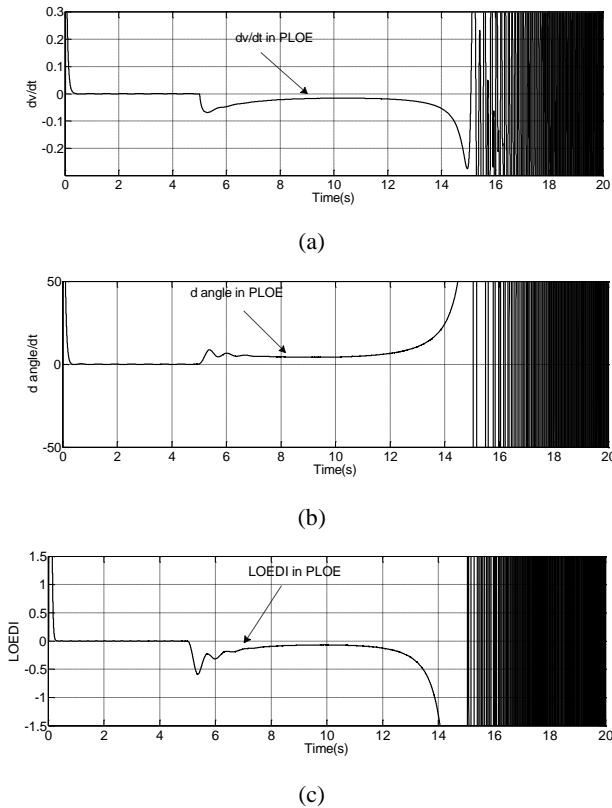 0.3
0.2
0.1
0
-0.1
-0.2
dv/dt
dv/dt in PLOE
0 2 4 6 8 10 12 14 16 18 20
Time(s)
(a)
50
0
-50
d angle/dt
d angle in PLOE
0 2 4 6 8 10 12 14 16 18 20
Time(s)
(b)
1.5
1
0.5
0
-0.5
-1
-1.5
LOEDI
LOEDI in PLOE
0 2 4 6 8 10 12 14 16 18 20
Time(s)
(c)